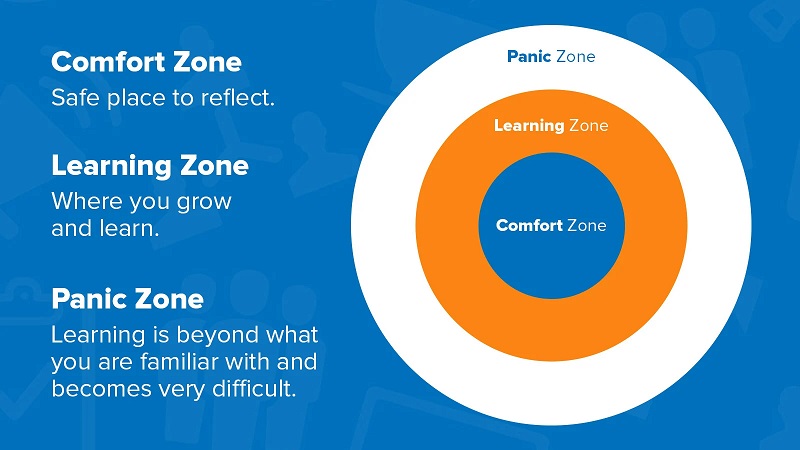 Comfort Zone
Safe place to reflect.
Learning Zone
Where you grow
and learn.
Panic Zone
Learning is beyond what
you are familiar with and
becomes very difficult.
Panic Zone
Learning Zone
Comfort Zone